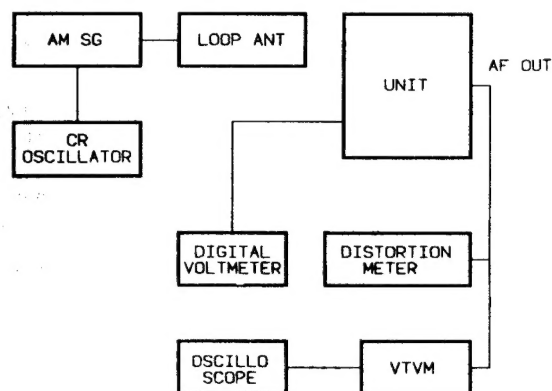 AM SG
LOOP ANT
UNIT
AF OUT
CR
OSCILLATOR
DIGITAL
VOLTMETER
DISTORTION
METER
OSCILLO
SCOPE
VTVM